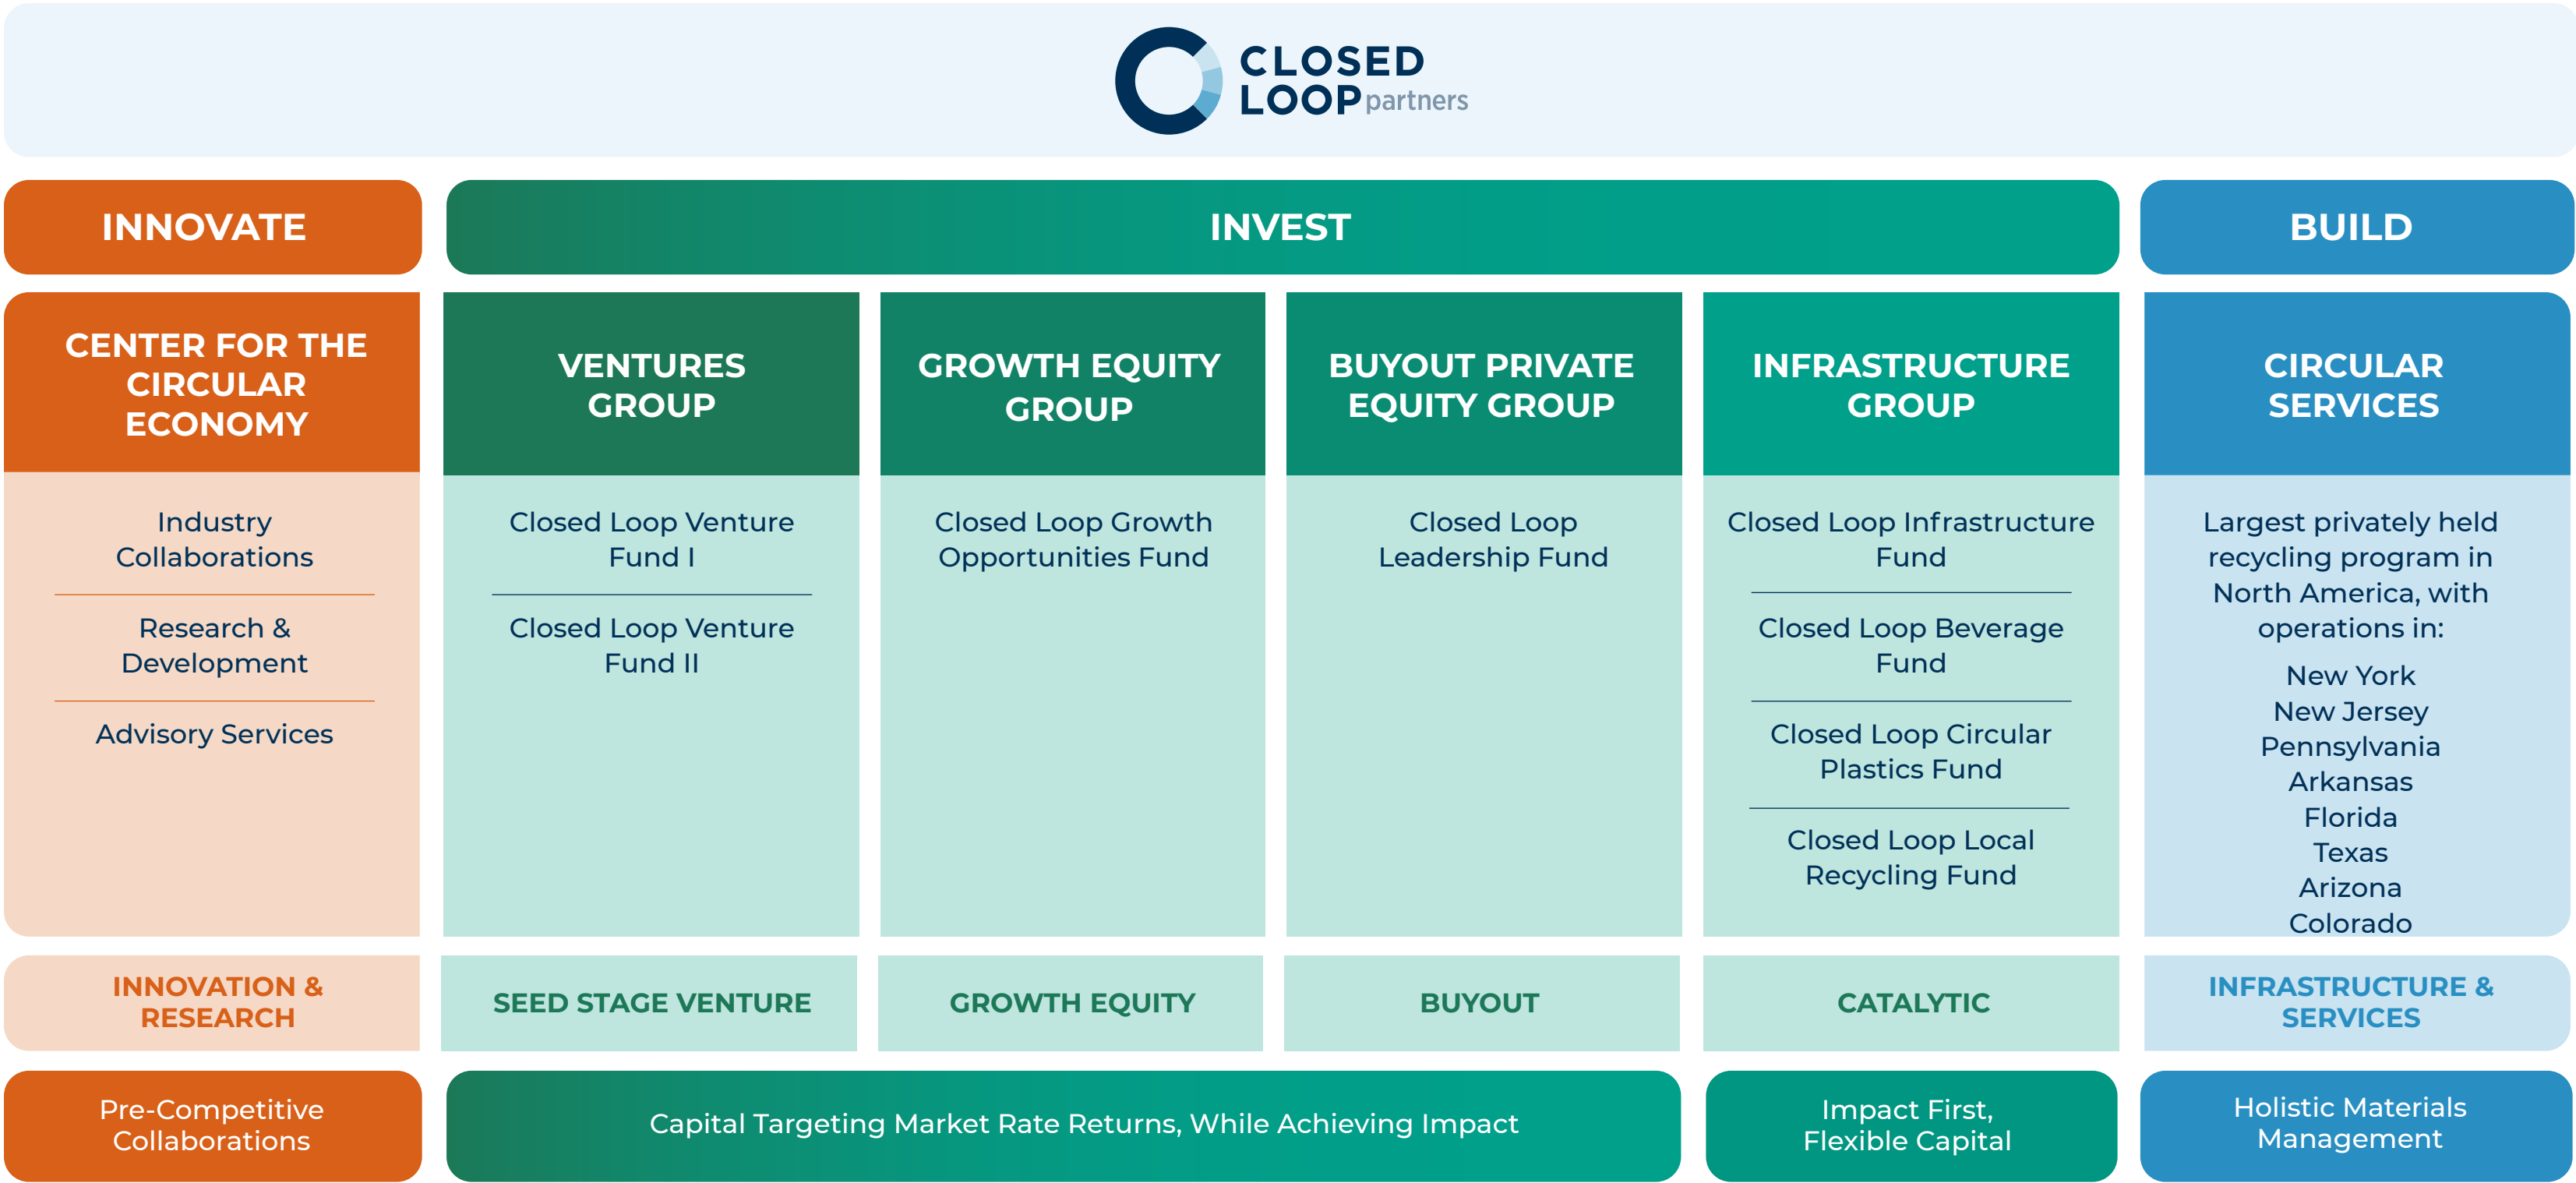 CLOSED
LOOP partners
INNOVATE
INVEST
BUILD
CENTER FOR THE
CIRCULAR
ECONOMY
Industry
Collaborations
Research &
Development
Advisory Services
VENTURES
GROUP
Closed Loop Venture
Fund I
Closed Loop Venture
Fund II
GROWTH EQUITY
GROUP
Closed Loop Growth
Opportunities Fund
BUYOUT PRIVATE
EQUITY GROUP
Closed Loop
Leadership Fund
INFRASTRUCTURE
GROUP
Closed Loop Infrastructure
Fund
Closed Loop Beverage
Fund
Closed Loop Circular
Plastics Fund
Closed Loop Local
Recycling Fund
CIRCULAR
SERVICES
Largest privately held
recycling program in
North America, with
operations in:
New York
New Jersey
Pennsylvania
Arkansas
Florida
Texas
Arizona
Colorado
INNOVATION &
RESEARCH
SEED STAGE VENTURE
GROWTH EQUITY
BUYOUT
CATALYTIC
INFRASTRUCTURE &
SERVICES
Pre-Competitive
Collaborations
Capital Targeting Market Rate Returns, While Achieving Impact
Impact First,
Flexible Capital
Holistic Materials
Management